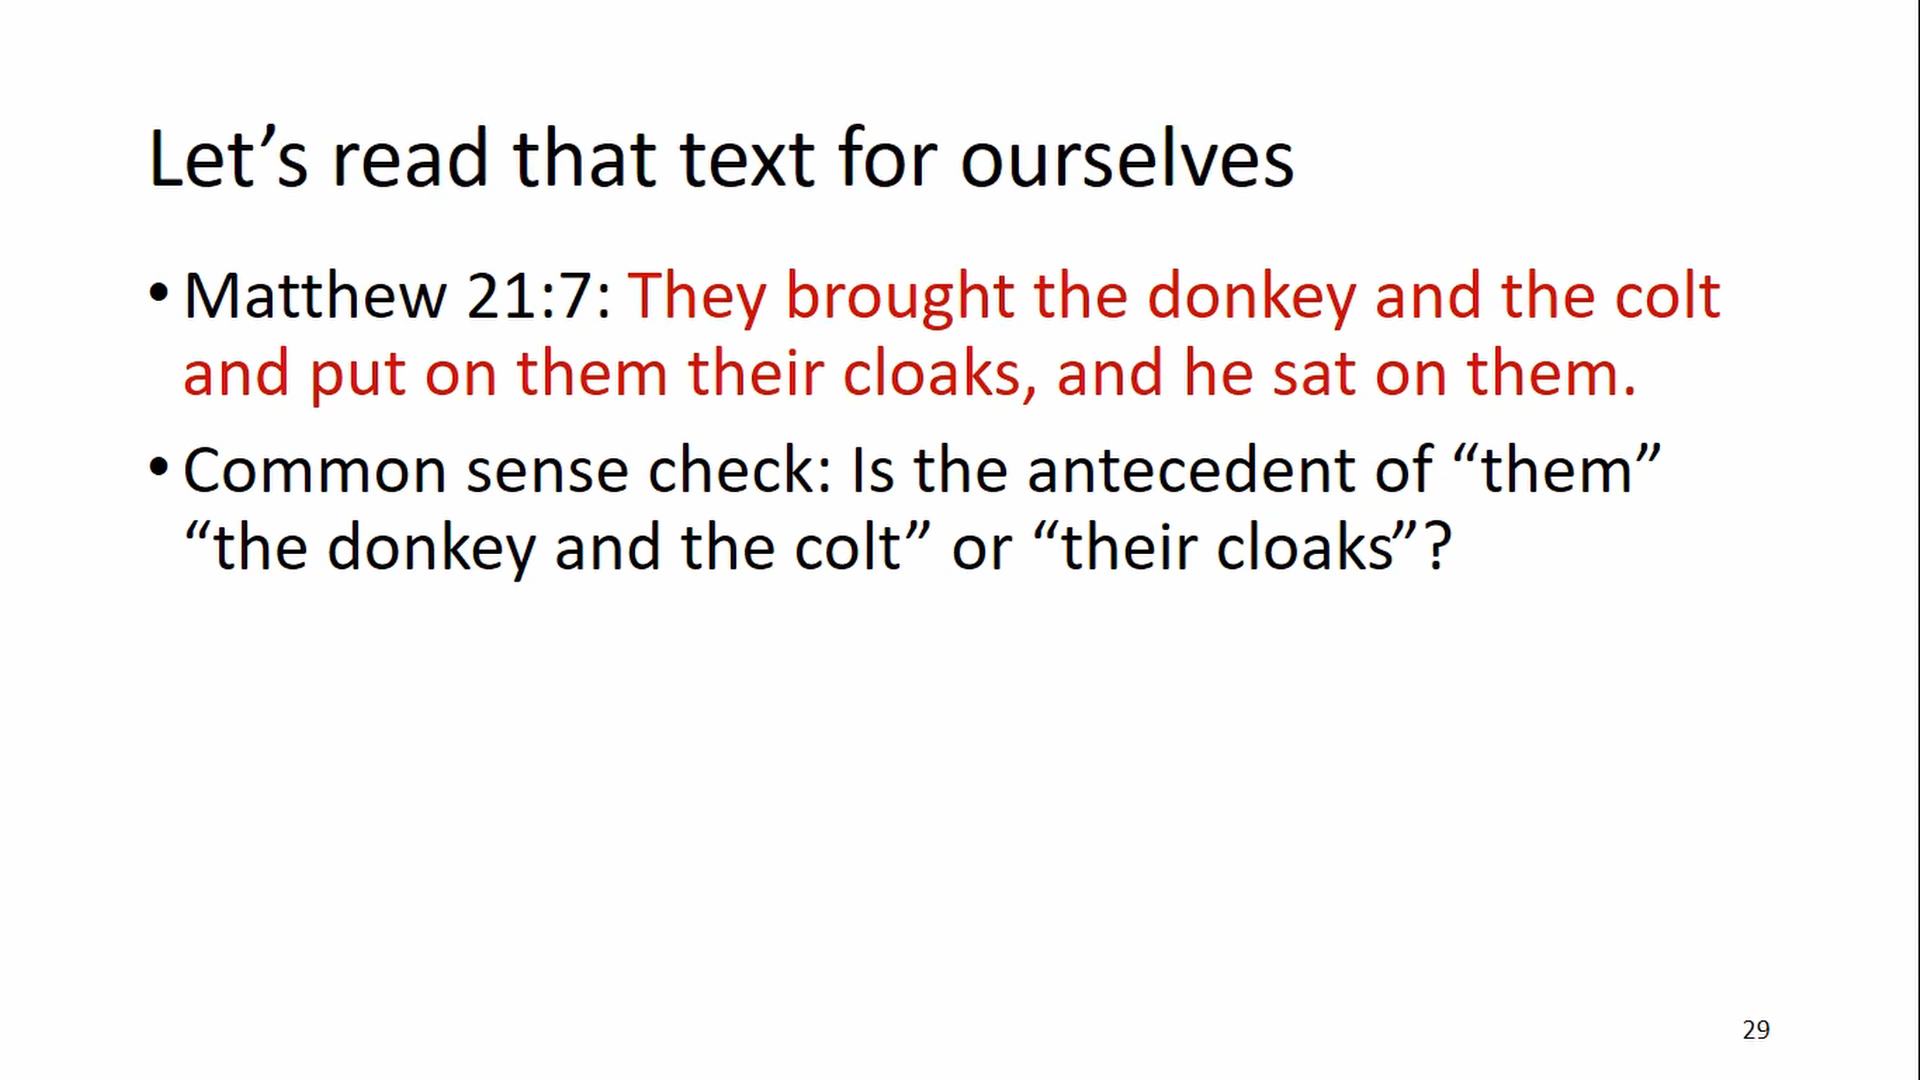 Let’s read that text for ourselves
• Matthew 21:7: They brought the donkey and the colt
and put on them their cloaks, and he sat on them.
• Common sense check: Is the antecedent of “them”
“the donkey and the colt” or “their cloaks”?
29